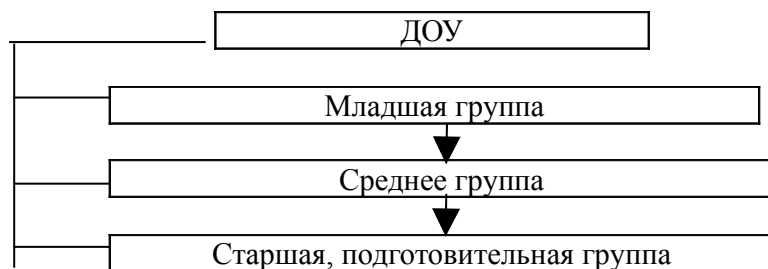 ДОУ
Младшая группа
Среднее группа
Старшая, подготовительная группа